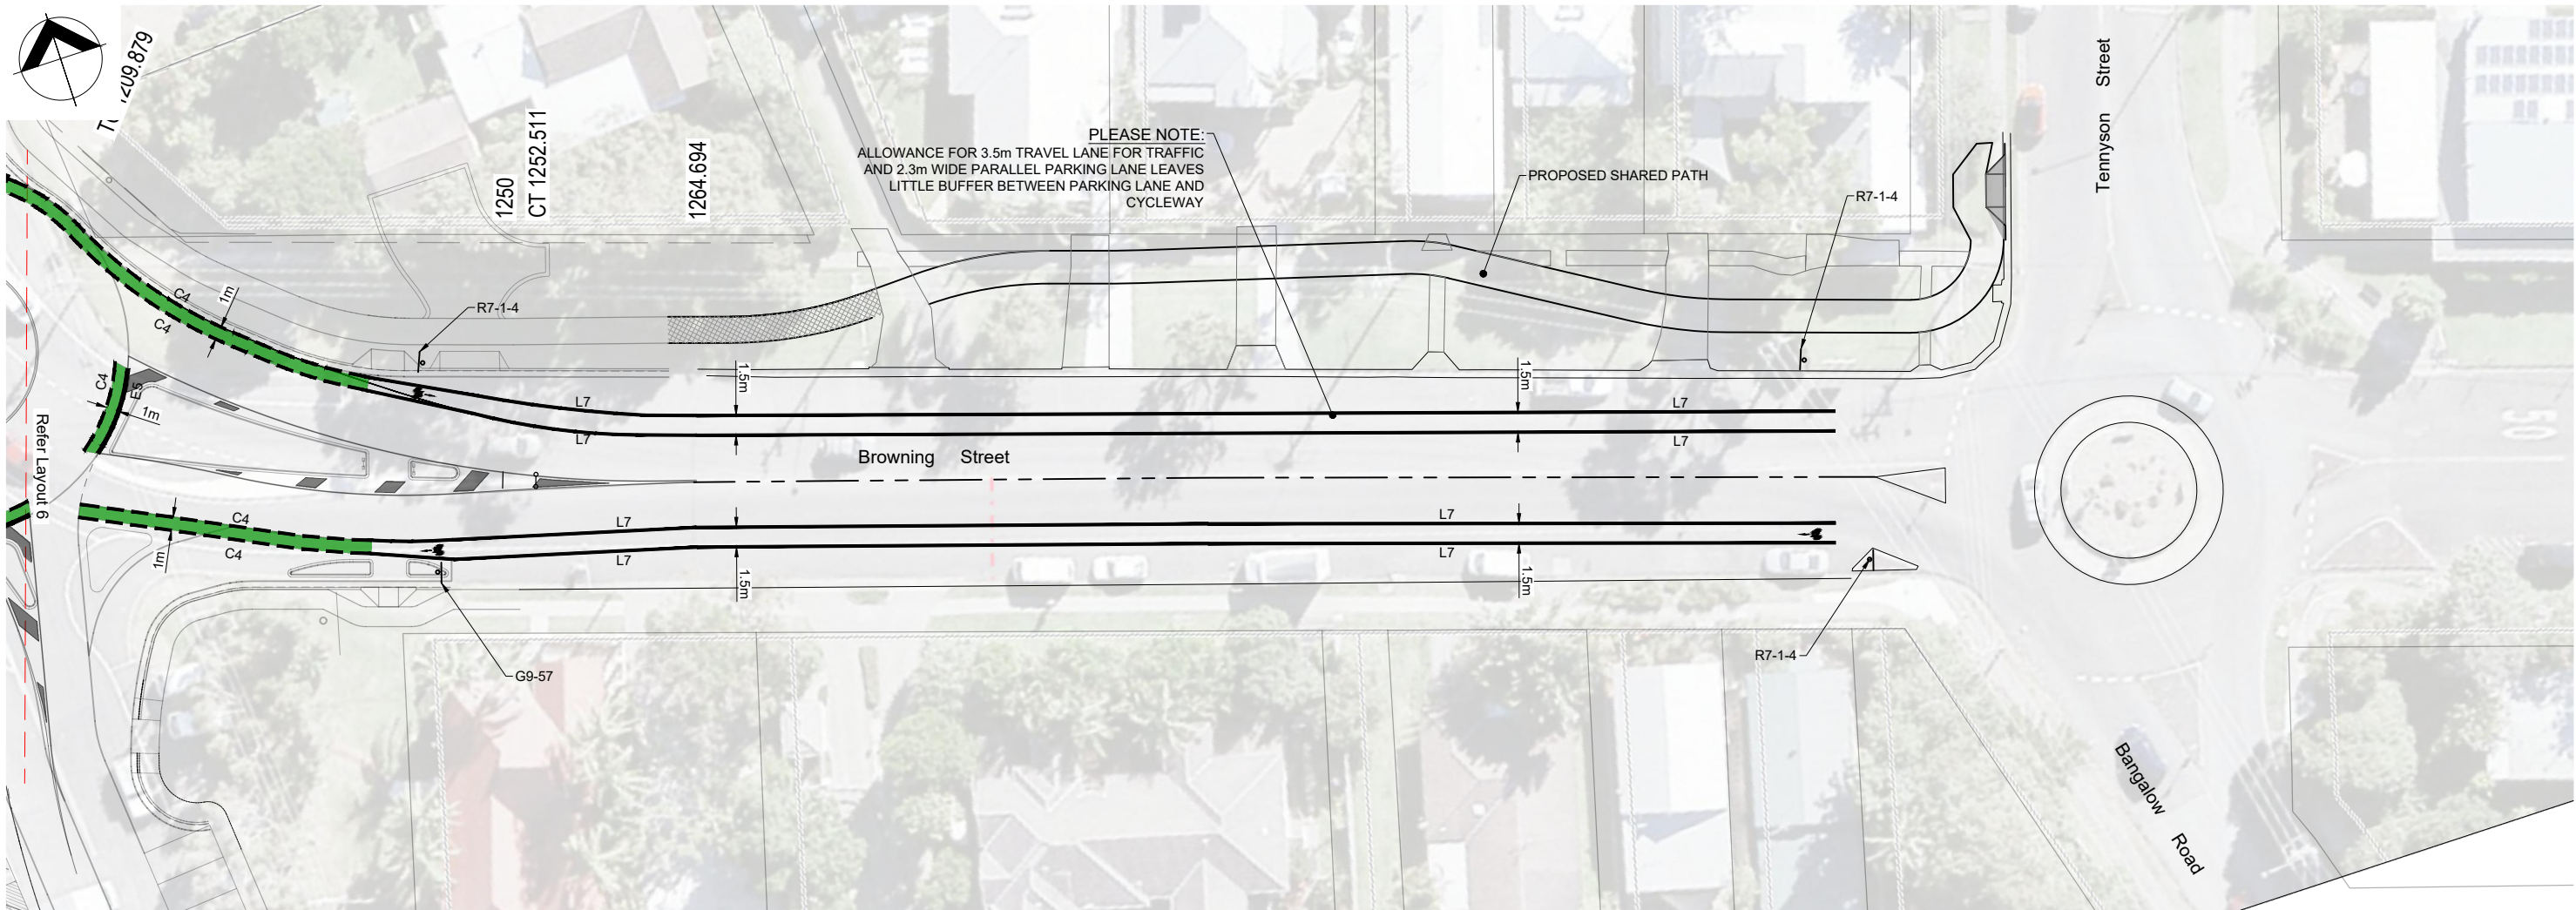 1209.879
1250
CT 1252.511
1264.694
PLEASE NOTE:
ALLOWANCE FOR 3.5m TRAVEL LANE FOR TRAFFIC
AND 2.3m WIDE PARALLEL PARKING LANE LEAVES
LITTLE BUFFER BETWEEN PARKING LANE AND
CYCLEWAY
PROPOSED SHARED PATH
R7-1-4
Tennyson Street
C4
1m
C4
R7-1-4
C4
E5
1m
Refer Layout 6
L7
L7
1.5m
1.5m
L7
L7
Browning Street
C4
C4
1m
L7
L7
1.5m
L7
L7
1.5m
G9-57
R7-1-4
50
Bangalow Road